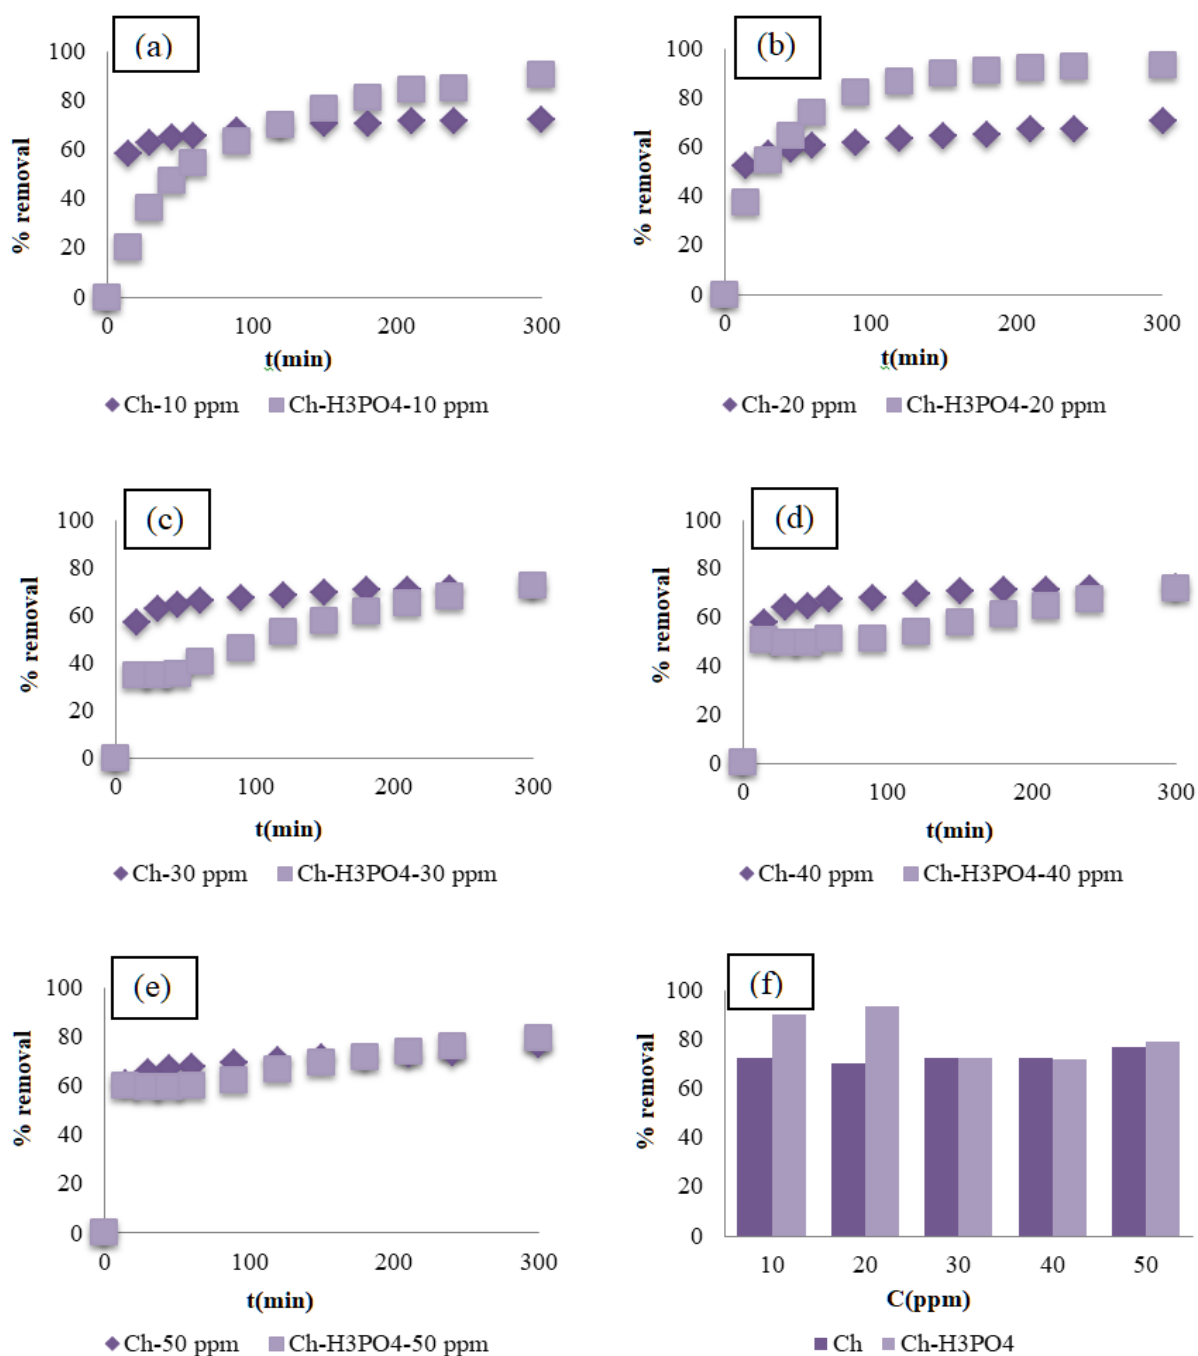 (a)
100
80
60
40
20
0
% removal
0 100 200 300
t(min)
Ch-10 ppm Ch-H3PO4-10 ppm
(b)
100
80
60
40
20
0
% removal
0 100 200 300
t(min)
Ch-20 ppm Ch-H3PO4-20 ppm
(c)
100
80
60
40
20
0
% removal
0 100 200 300
t(min)
Ch-30 ppm Ch-H3PO4-30 ppm
(d)
100
80
60
40
20
0
% removal
0 100 200 300
t(min)
Ch-40 ppm Ch-H3PO4-40 ppm
(e)
100
80
60
40
20
0
% removal
0 100 200 300
t(min)
Ch-50 ppm Ch-H3PO4-50 ppm
(f)
100
80
60
40
20
0
% removal
10 20 30 40 50
C(ppm)
Ch Ch-H3PO4